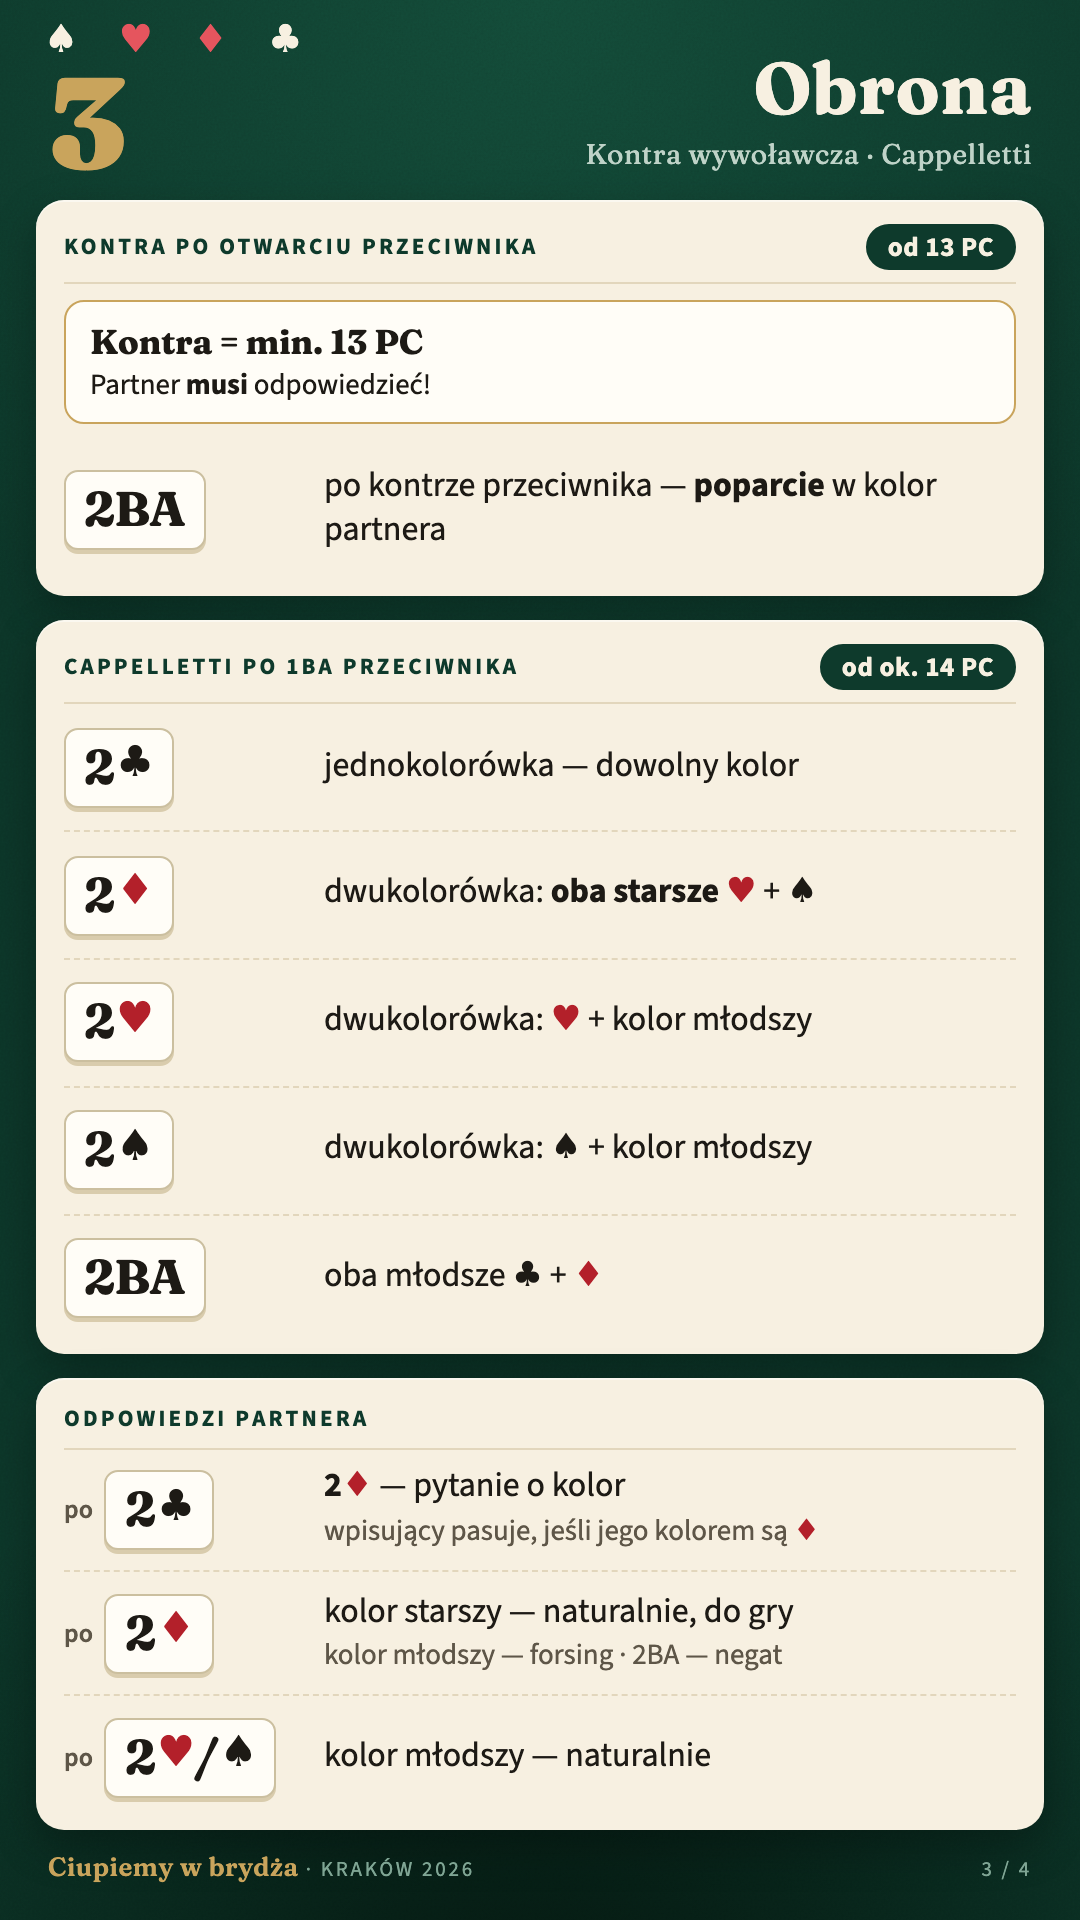 ♠ ♥ ♦ ♣
3
Obrona
Kontra wywoławcza · Cappelletti
KONTRA PO OTWARCIU PRZECIWNIKA
od 13 PC
Kontra = min. 13 PC
Partner musi odpowiedzieć!
2BA
po kontrze przeciwnika — poparcie w kolor
partnera
CAPPELLETTI PO 1BA PRZECIWNIKA
od ok. 14 PC
2♣
jednokolorówka — dowolny kolor
2♦
dwukolorówka: oba starsze ♥ + ♠
2♥
dwukolorówka: ♥ + kolor młodszy
2♠
dwukolorówka: ♠ + kolor młodszy
2BA
oba młodsze ♣ + ♦
ODPOWIEDZI PARTNERA
po 2♣
2♦ — pytanie o kolor
wpisujący pasuje, jeśli jego kolorem są ♦
po 2♦
kolor starszy — naturalnie, do gry
kolor młodszy — forsing · 2BA — negat
po 2♥/♠
kolor młodszy — naturalnie
Ciupiemy w brydża · KRAKÓW 2026
3 / 4